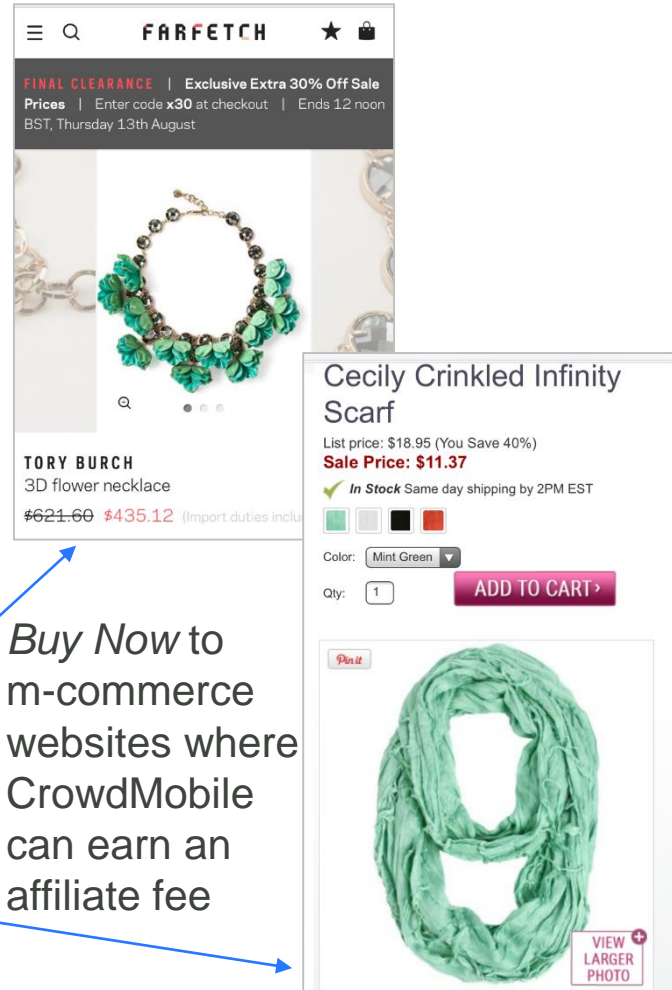 FARFETCH
FINAL CLEARANCE | Exclusive Extra 30% Off Sale
Prices | Enter code x30 at checkout | Ends 12 noon
BST, Thursday 13th August
TORY BURCH
3D flower necklace
$621.60 $435.12 (Import duties
Cecily Crinkled Infinity
Scarf
List price: $18.95 (You Save 40%)
Sale Price: $11.37
In Stock Same day shipping by 2PM EST
Color: Mint Green
Qty: 1 ADD TO CART
Pin it
VIEW
LARGER
PHOTO
Buy Now to
m-commerce
websites where
CrowdMobile
can earn an
affiliate fee